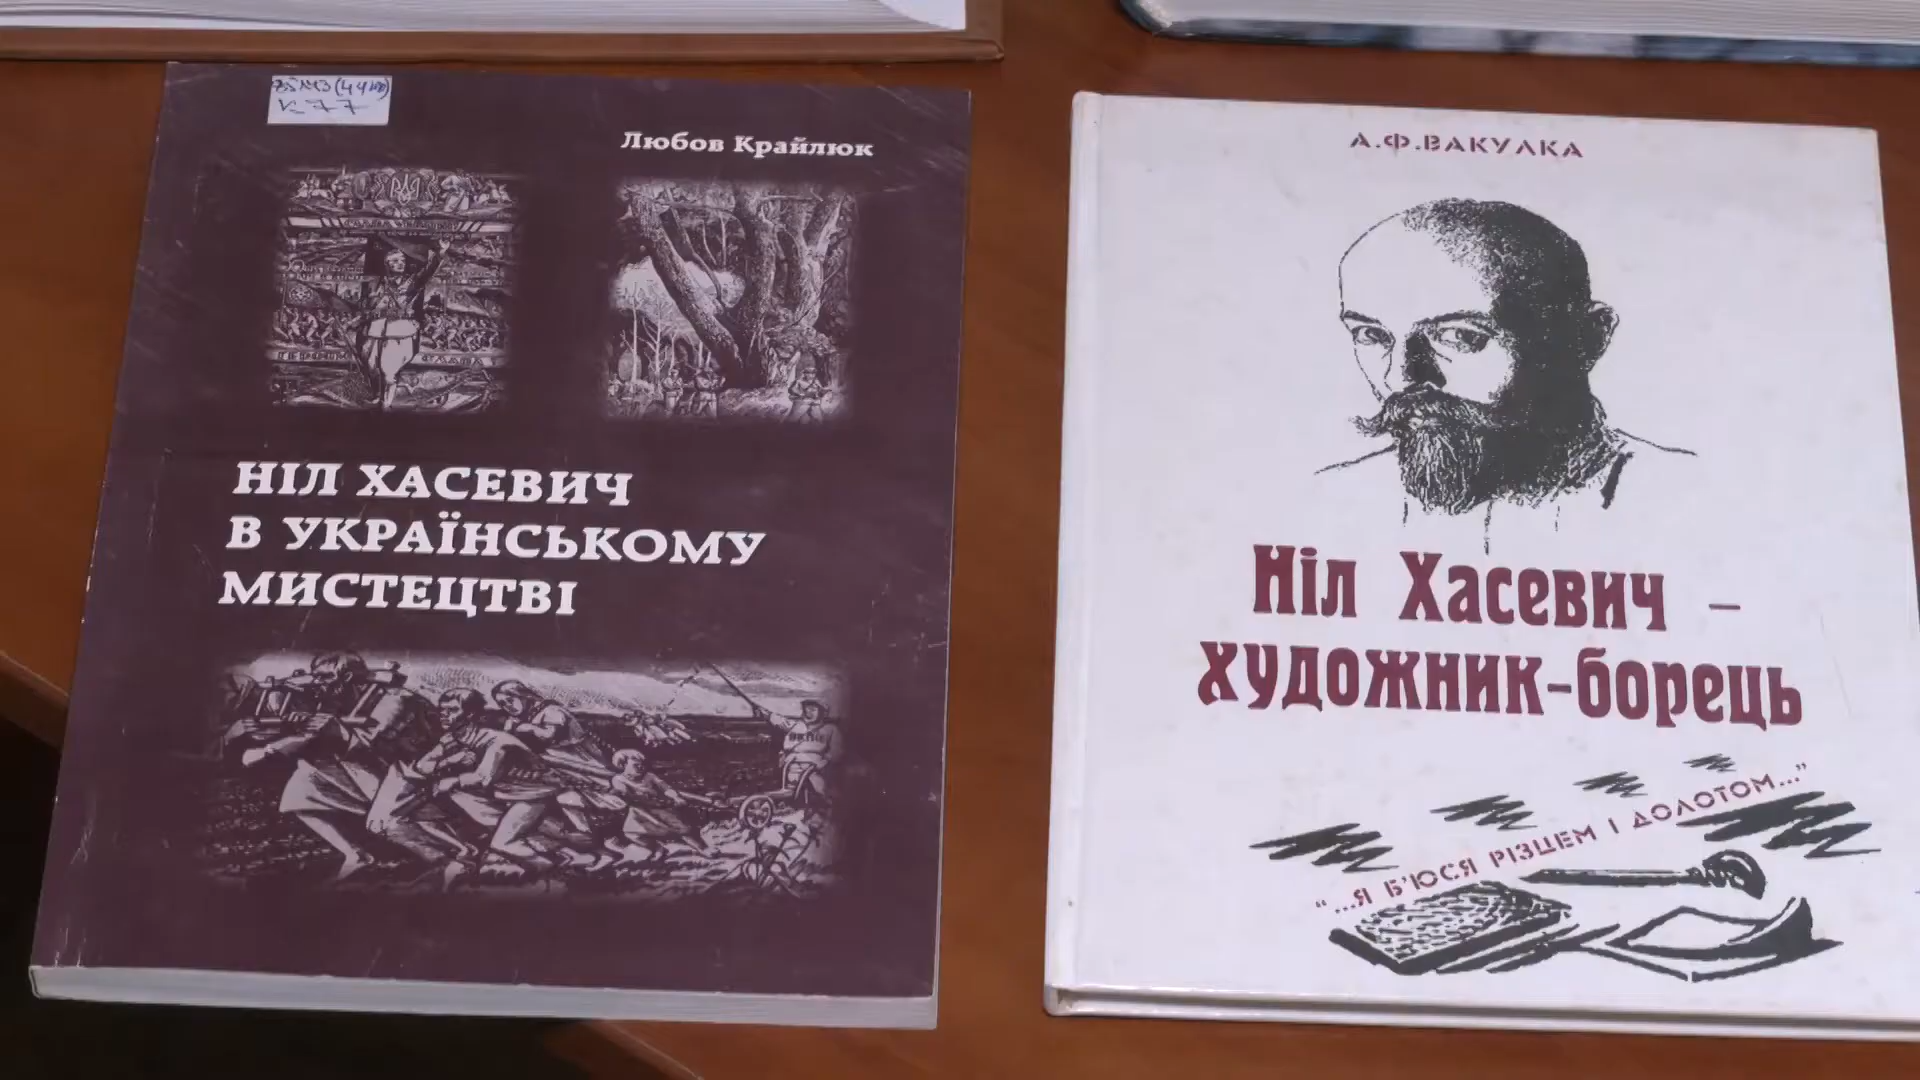 Любов Крайлюк
НІЛ ХАСЕВИЧ
В УКРАЇНСЬКОМУ
МИСТЕЦТВІ
А.Ф.ВАКУЛКА
Ніл Хасевич –
художник-борець
“...Я Б’ЮСЯ РІЗЦЕМ І ДОЛОТОМ...”